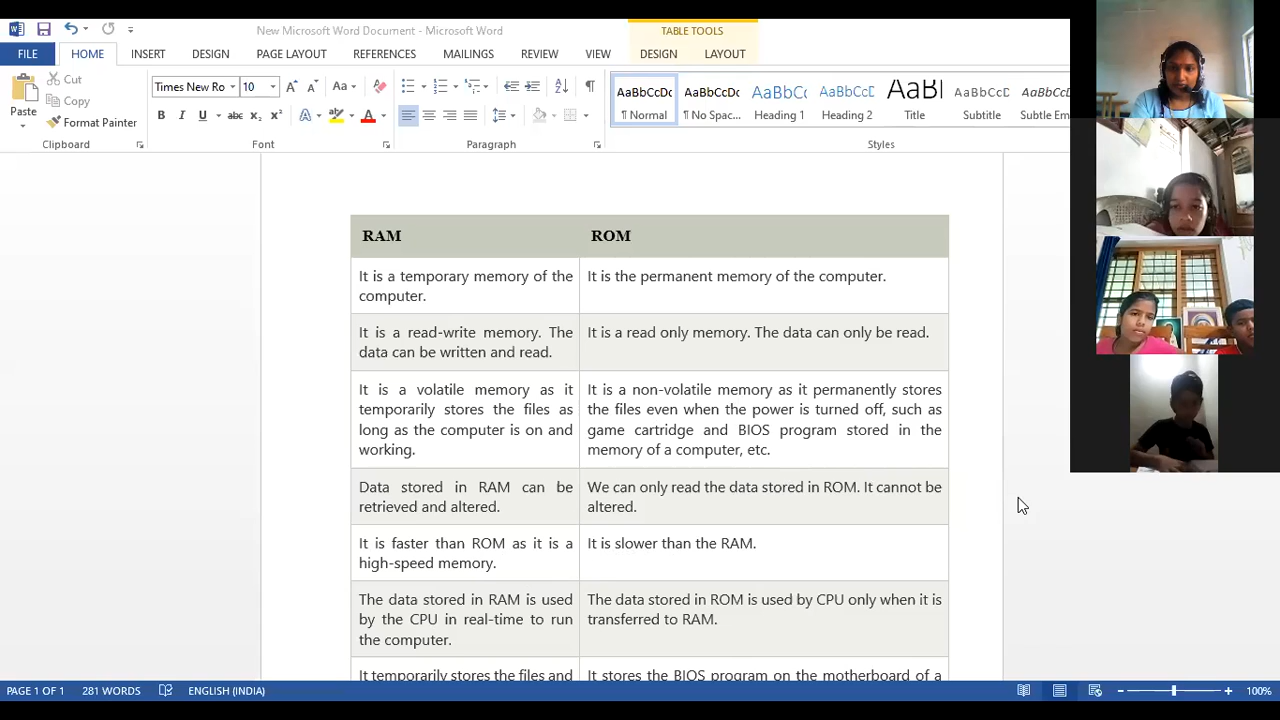 New Microsoft Word Document - Microsoft Word
TABLE TOOLS
FILE HOME INSERT DESIGN PAGE LAYOUT REFERENCES MAILINGS REVIEW VIEW DESIGN LAYOUT
Paste
Cut
Copy
Format Painter
Clipboard
Times New Ro 10
Font
Paragraph
AaBbCcDc AaBbCcDc AaBbCc AaBbCcC AaBl AaBbCcC AaBbCcD
¶ Normal ¶ No Spac... Heading 1 Heading 2 Title Subtitle Subtle Em
Styles
RAM ROM
It is a temporary memory of the
computer.
It is the permanent memory of the computer.
It is a read-write memory. The
data can be written and read.
It is a read only memory. The data can only be read.
It is a volatile memory as it
temporarily stores the files as
long as the computer is on and
working.
It is a non-volatile memory as it permanently stores
the files even when the power is turned off, such as
game cartridge and BIOS program stored in the
memory of a computer, etc.
Data stored in RAM can be
retrieved and altered.
We can only read the data stored in ROM. It cannot be
altered.
It is faster than ROM as it is a
high-speed memory.
It is slower than the RAM.
The data stored in RAM is used
by the CPU in real-time to run
the computer.
The data stored in ROM is used by CPU only when it is
transferred to RAM.
It temporarily stores the files and
It stores the BIOS program on the motherboard of a
PAGE 1 OF 1 281 WORDS ENGLISH (INDIA) 100%